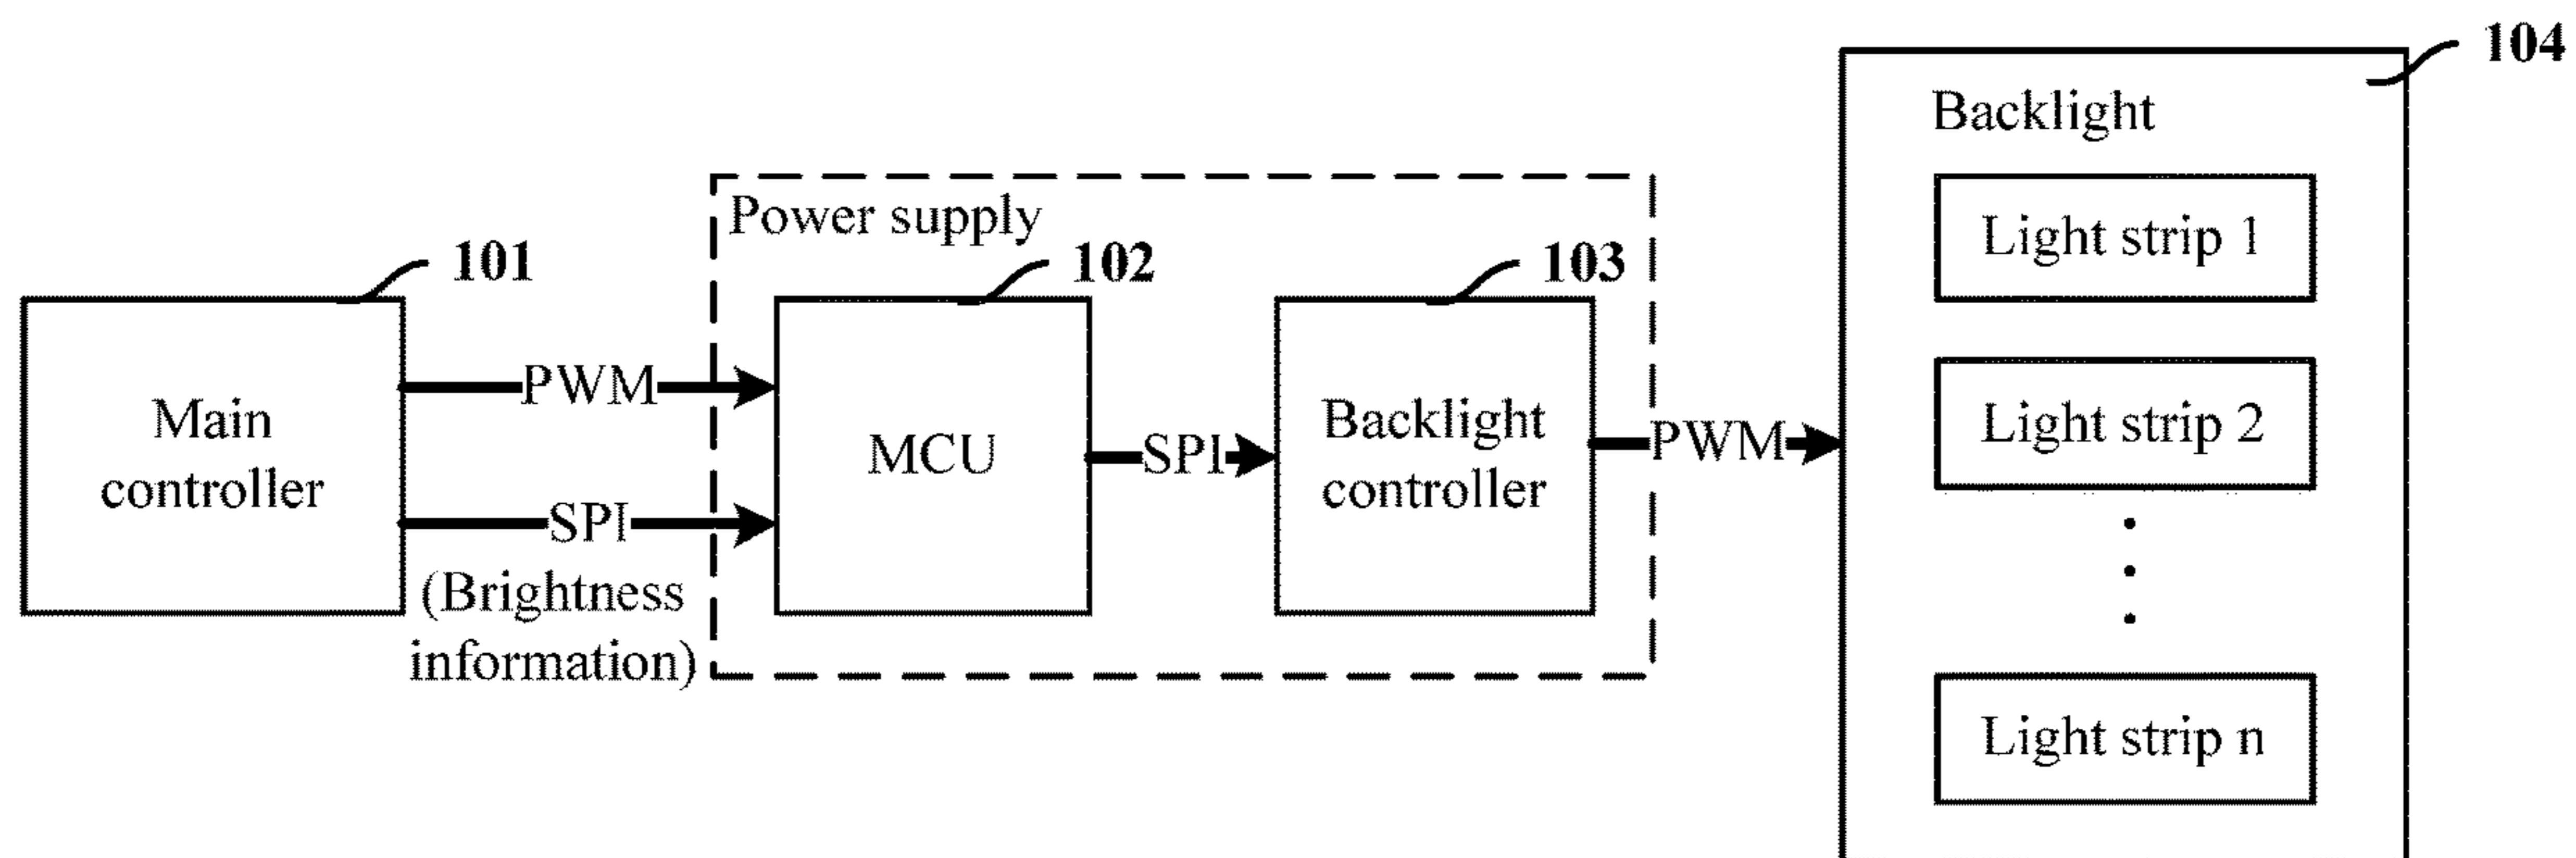 104
Backlight
Power supply
101
102
103
Light strip 1
Main
controller
PWM
SPI
(Brightness
information)
MCU
SPI
Backlight
controller
PWM
Light strip 2
Light strip n